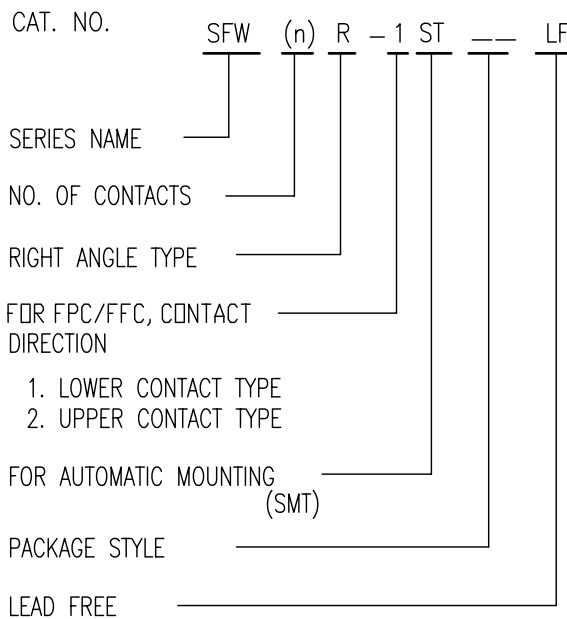 CAT. NO.
SFW (n) R - 1 ST __ LF
SERIES NAME
NO. OF CONTACTS
RIGHT ANGLE TYPE
FOR FPC/FFC, CONTACT
DIRECTION
1. LOWER CONTACT TYPE
2. UPPER CONTACT TYPE
FOR AUTOMATIC MOUNTING
(SMT)
PACKAGE STYLE
LEAD FREE